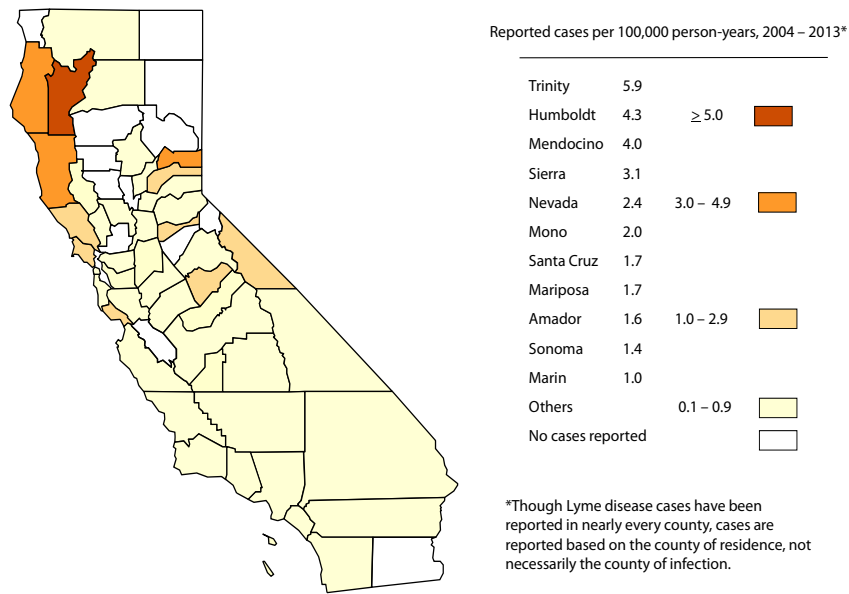 Reported cases per 100,000 person-years, 2004 – 2013*
Trinity 5.9
Humboldt 4.3 ≥ 5.0
Mendocino 4.0
Sierra 3.1
Nevada 2.4 3.0 – 4.9
Mono 2.0
Santa Cruz 1.7
Mariposa 1.7
Amador 1.6 1.0 – 2.9
Sonoma 1.4
Marin 1.0
Others 0.1 – 0.9
No cases reported
*Though Lyme disease cases have been
reported in nearly every county, cases are
reported based on the county of residence, not
necessarily the county of infection.